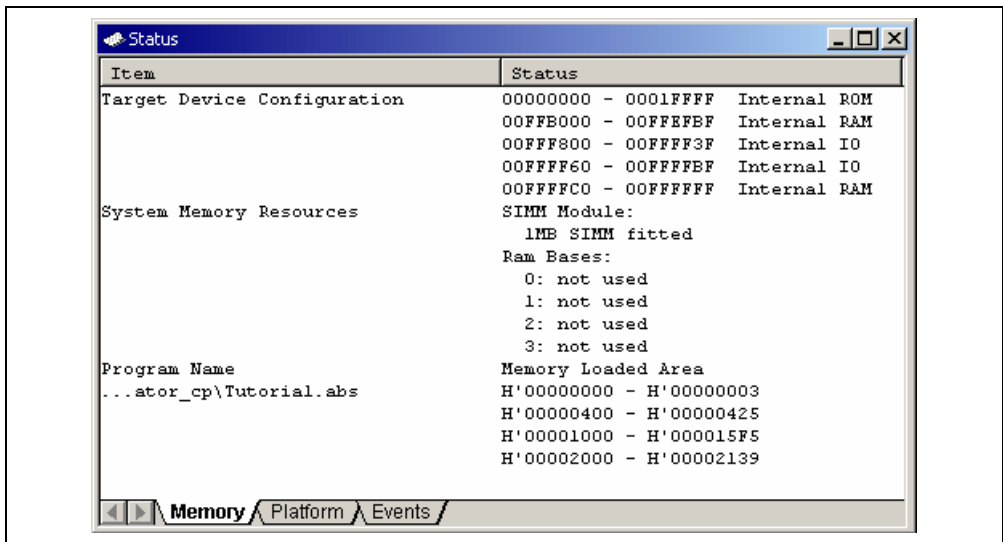 Status
Item Status
Target Device Configuration 00000000 - 0001FFFF Internal ROM
00FFB000 - 00FFEFBF Internal RAM
00FFF800 - 00FFFF3F Internal IO
00FFFF60 - 00FFFFBF Internal IO
00FFFFC0 - 00FFFFFF Internal RAM
System Memory Resources SIMM Module:
1MB SIMM fitted
Ram Bases:
0: not used
1: not used
2: not used
3: not used
Program Name Memory Loaded Area
...ator_cp\Tutorial.abs H'00000000 - H'00000003
H'00000400 - H'00000425
H'00001000 - H'000015F5
H'00002000 - H'00002139
Memory Platform Events